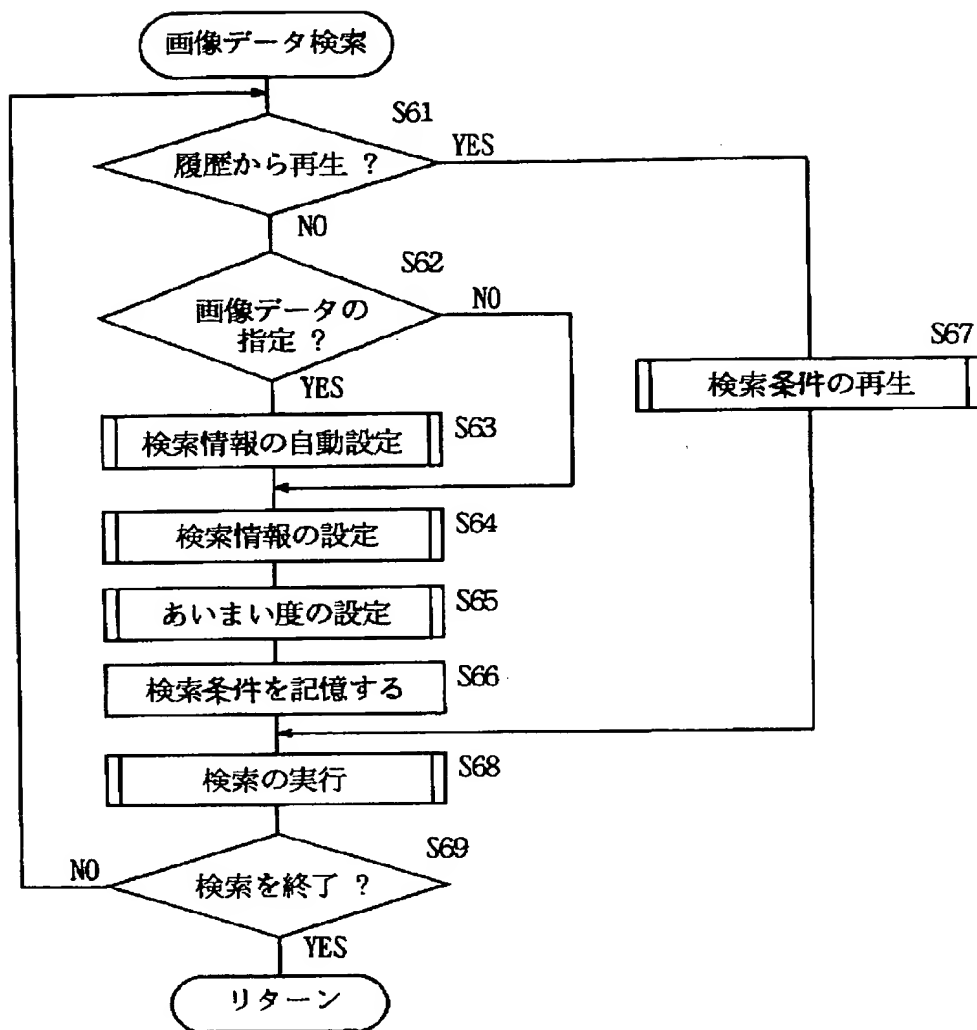 画像データ検索
S61
履歴から再生 ?
YES
NO
S62
画像データの
指定 ?
NO
YES
S67
検索条件の再生
検索情報の自動設定
S63
検索情報の設定
S64
あいまい度の設定
S65
検索条件を記憶する
S66
検索の実行
S68
S69
検索を終了 ?
NO
YES
リターン